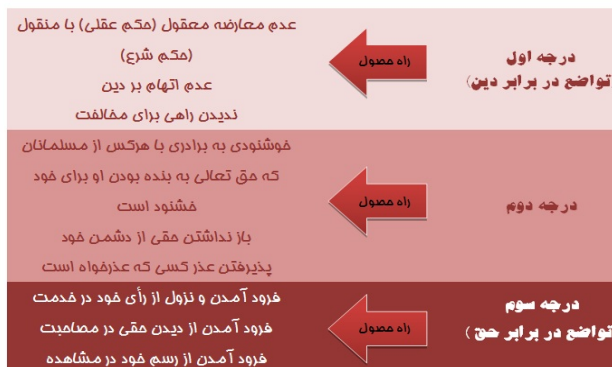 درجه اول
(تواضع در برابر دین)
راه حصول
عدم معارضه معقول (حکم عقلی) با منقول
(حکم شرع)
عدم اتهام بر دین
ندیدن راهی برای مخالفت
درجه دوم
راه حصول
خوشنودی به برادری با هرکس از مسلمانان
که حق تعالی به بنده بودن او برای خود
خشنود است
باز نداشتن حقی از دشمن خود
پذیرفتن عذر کسی که عذرخواه است
درجه سوم
(تواضع در برابر حق )
راه حصول
فرود آمدن و نزول از رأی خود در خدمت
فرود آمدن از دیدن حقی در مصاحبت
فرود آمدن از رسم خود در مشاهده